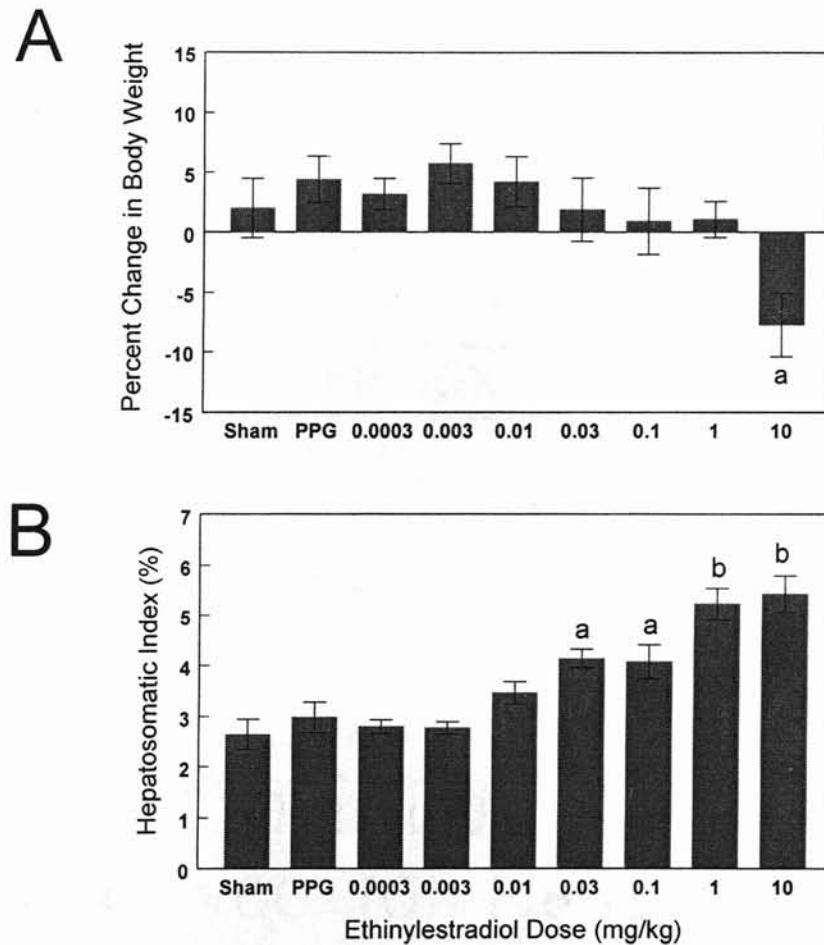 A
Percent Change in Body Weight
15
10
5
0
-5
-10
-15
a
Sham PPG 0.0003 0.003 0.01 0.03 0.1 1 10
B
Hepatosomatic Index (%)
7
6
5
4
3
2
1
0
a a b b
Sham PPG 0.0003 0.003 0.01 0.03 0.1 1 10
Ethinylestradiol Dose (mg/kg)